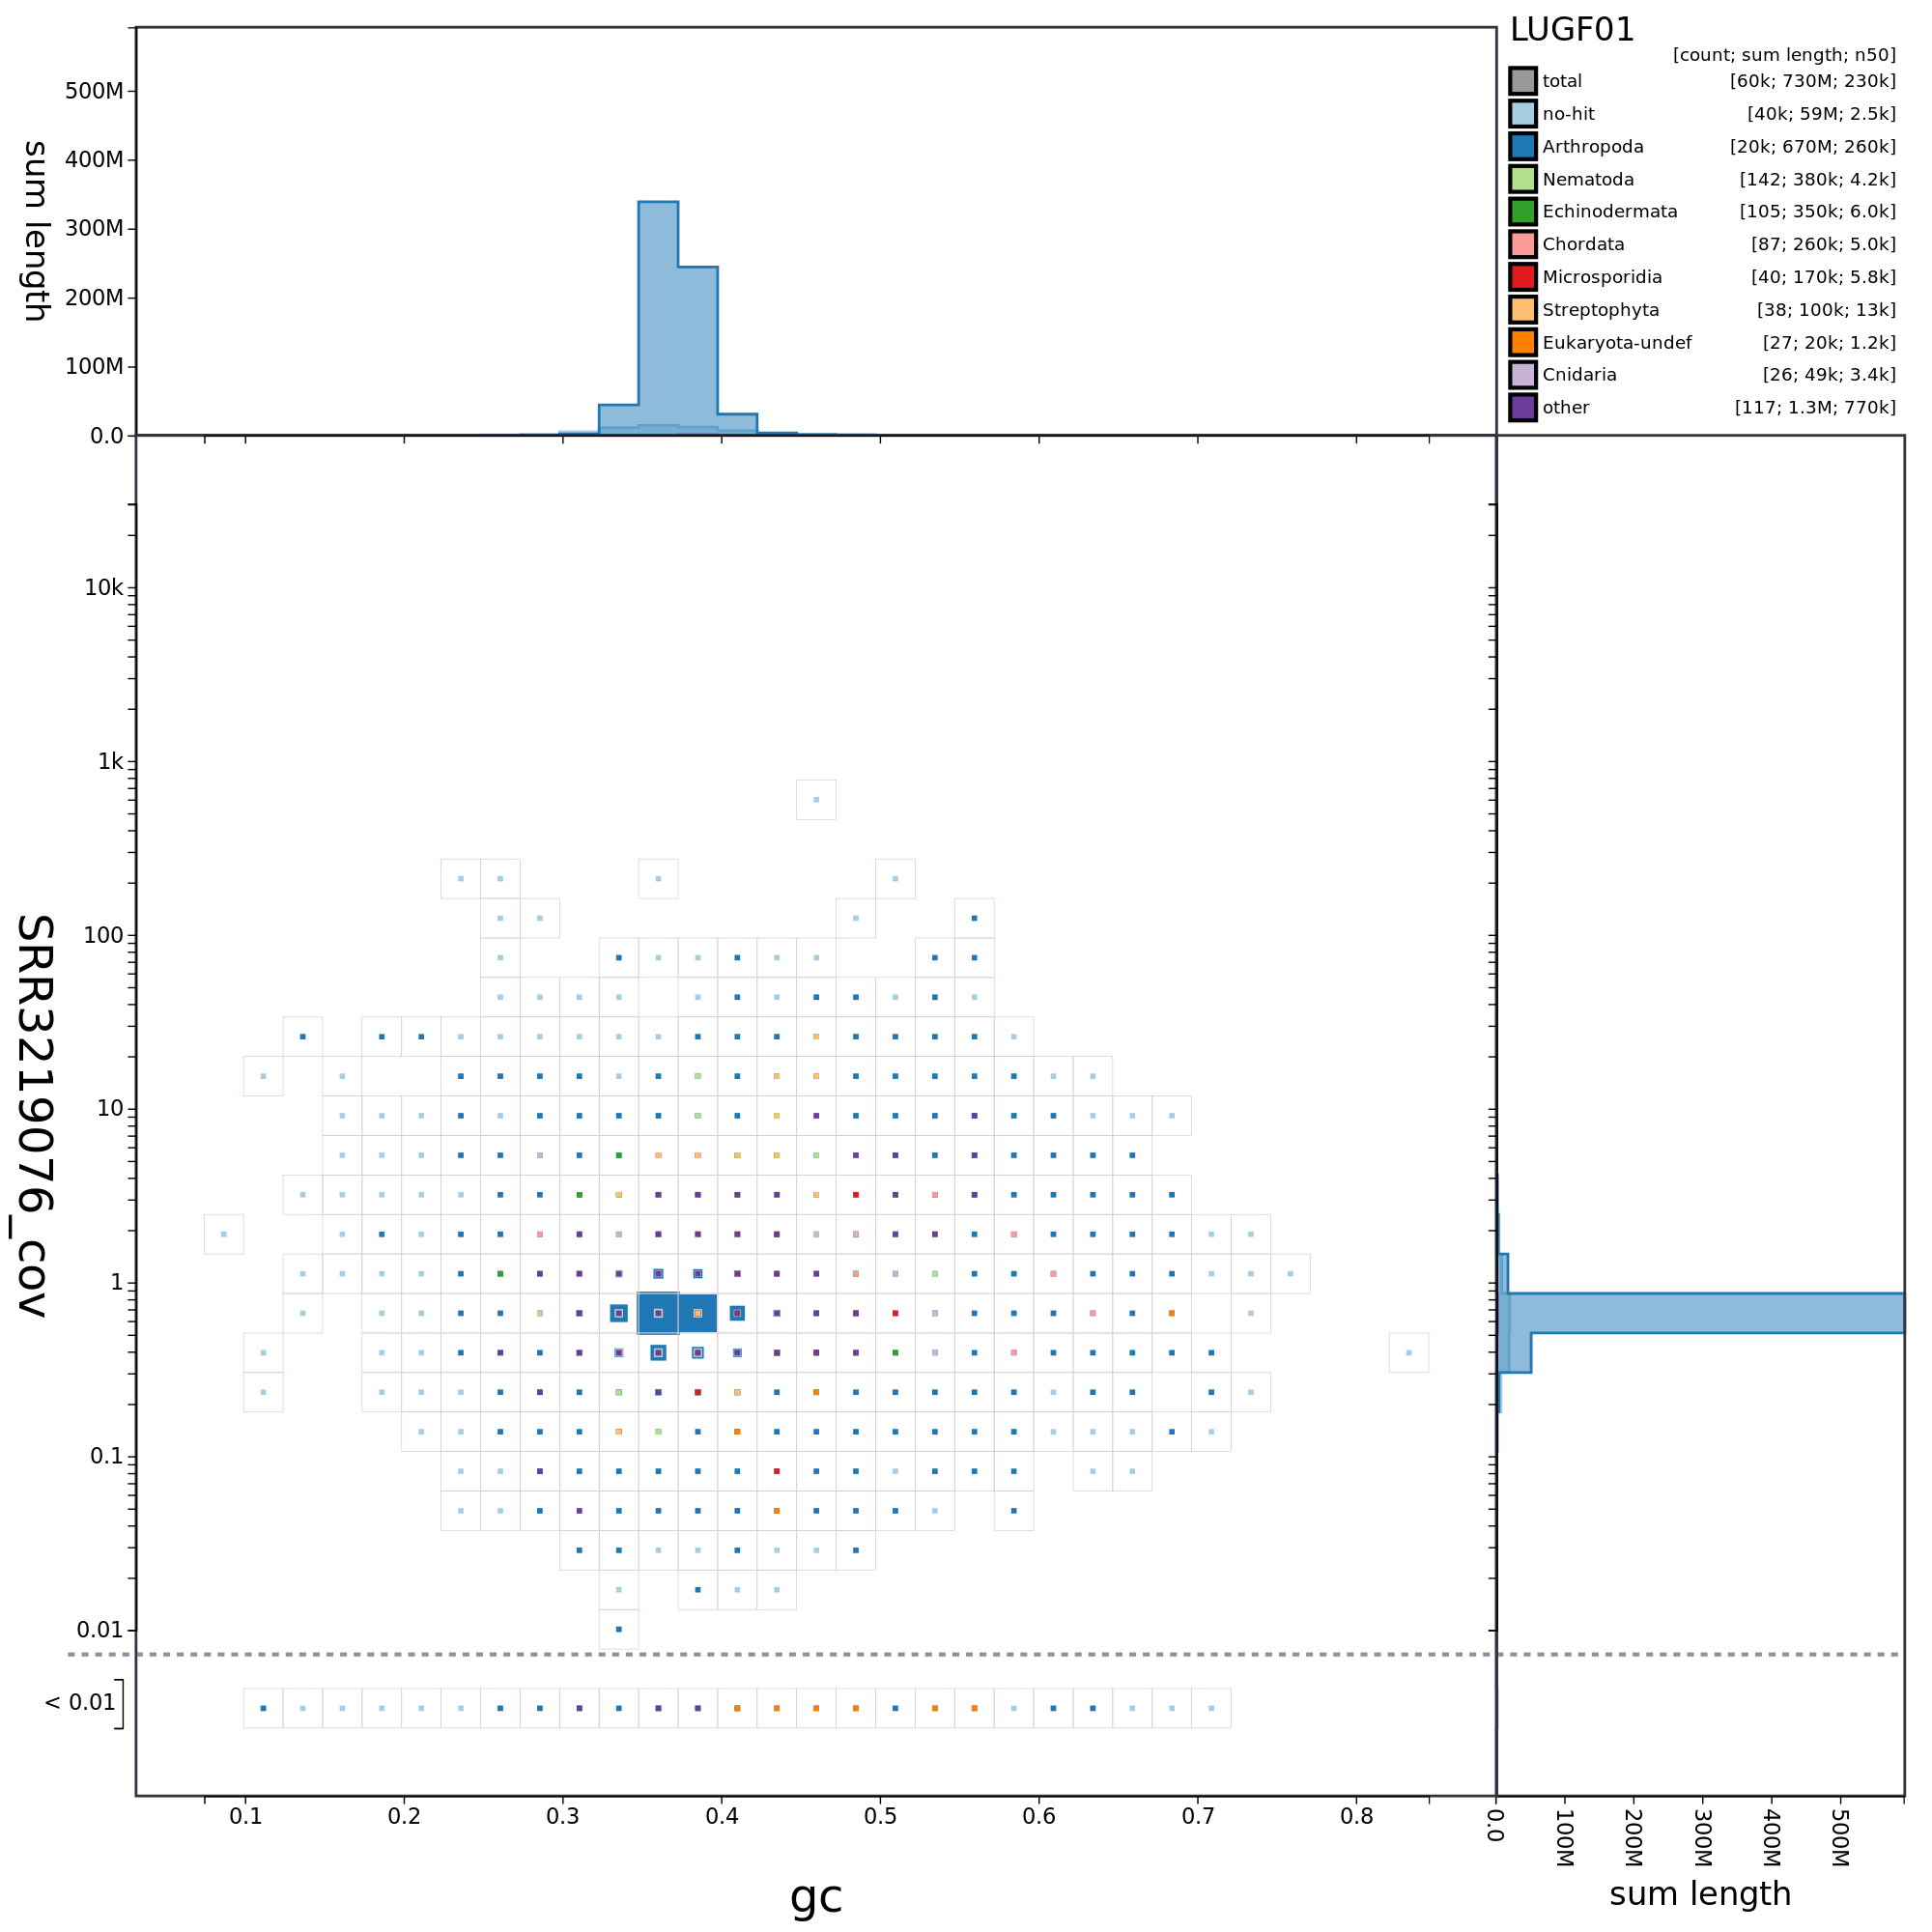 LUGF01
[count; sum length; n50]
total [60k; 730M; 230k]
no-hit [40k; 59M; 2.5k]
Arthropoda [20k; 670M; 260k]
Nematoda [142; 380k; 4.2k]
Echinodermata [105; 350k; 6.0k]
Chordata [87; 260k; 5.0k]
Microsporidia [40; 170k; 5.8k]
Streptophyta [38; 100k; 13k]
Eukaryota-undef [27; 20k; 1.2k]
Cnidaria [26; 49k; 3.4k]
other [117; 1.3M; 770k]
sum length
500M
400M
300M
200M
100M
0.0
SRR3219076_cov
10k
1k
100
10
1
0.1
0.01
< 0.01
0.1 0.2 0.3 0.4 0.5 0.6 0.7 0.8
gc
0.0 100M 200M 300M 400M 500M
sum length